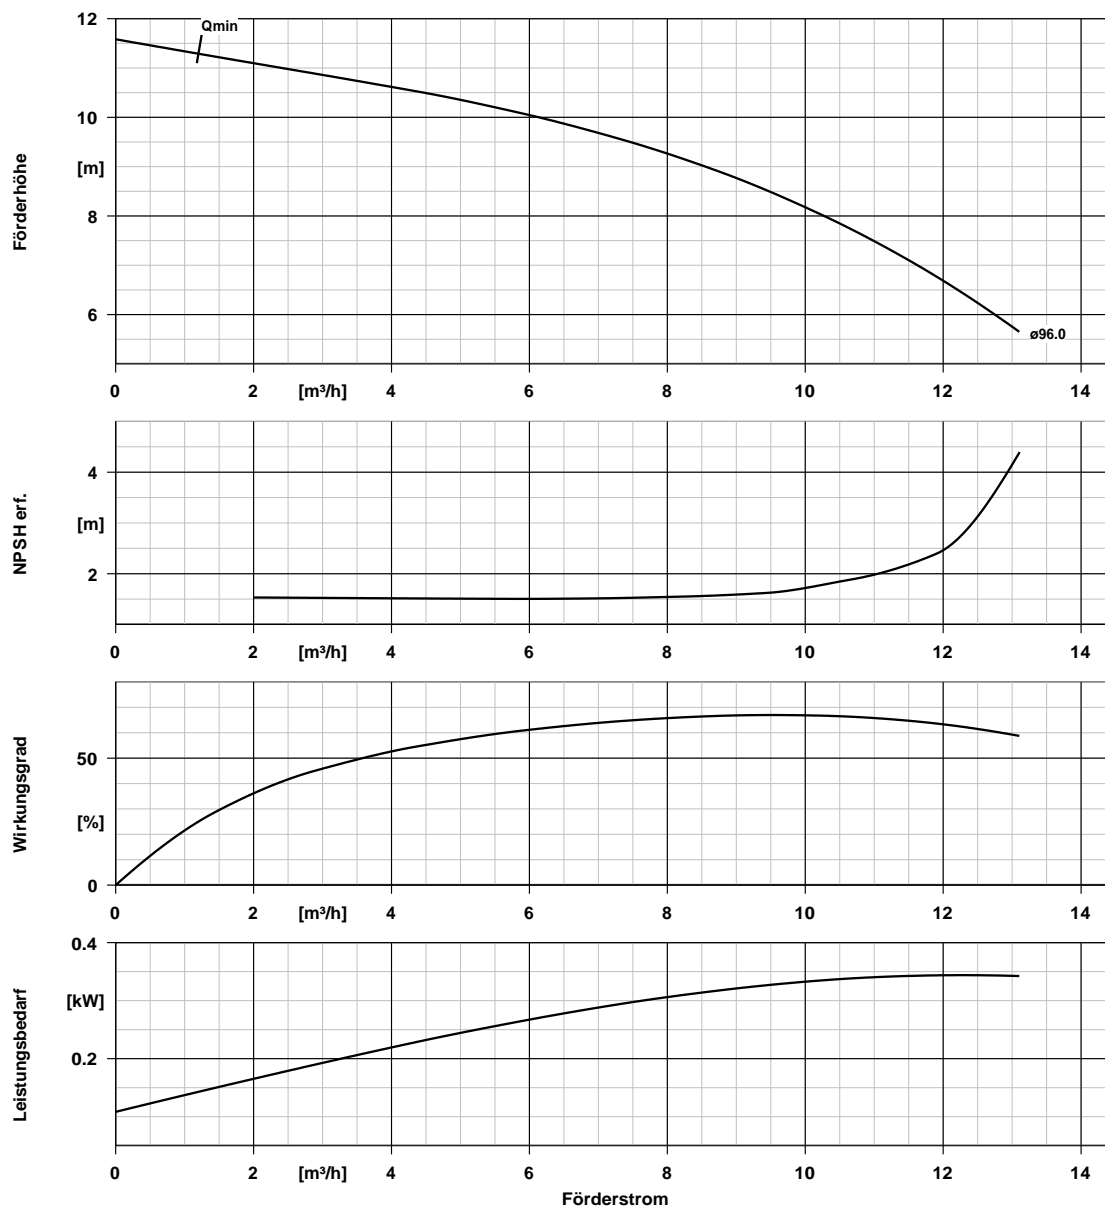 12
Qmin
10
[m]
8
6
ø96.0
Förderhöhe
0 2 [m³/h] 4 6 8 10 12 14
4
[m]
2
NPSH erf.
0 2 [m³/h] 4 6 8 10 12 14
50
[%]
0
Wirkungsgrad
0 2 [m³/h] 4 6 8 10 12 14
0.4
[kW]
0.2
Leistungsbedarf
0 2 [m³/h] 4 6 8 10 12 14
Förderstrom